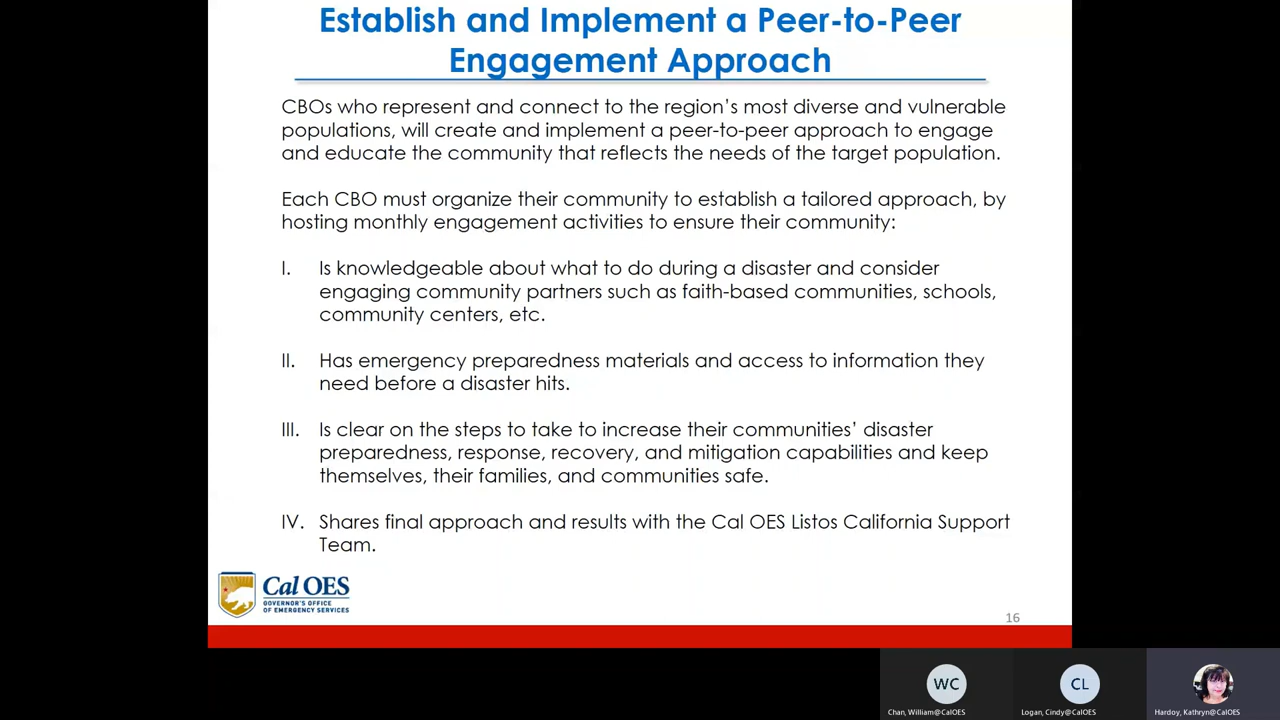 Establish and Implement a Peer-to-Peer
Engagement Approach
CBOs who represent and connect to the region's most diverse and vulnerable
populations, will create and implement a peer-to-peer approach to engage
and educate the community that reflects the needs of the target population.
Each CBO must organize their community to establish a tailored approach, by
hosting monthly engagement activities to ensure their community:
I. Is knowledgeable about what to do during a disaster and consider
engaging community partners such as faith-based communities, schools,
community centers, etc.
II. Has emergency preparedness materials and access to information they
need before a disaster hits.
III. Is clear on the steps to take to increase their communities' disaster
preparedness, response, recovery, and mitigation capabilities and keep
themselves, their families, and communities safe.
IV. Shares final approach and results with the Cal OES Listos California Support
Team.
Cal OES
GOVERNOR'S OFFICE
OF EMERGENCY SERVICES
16
WC
CL
Chan, William@CalOES
Logan, Cindy@CalOES
Hardoy, Kathryn@CalOES